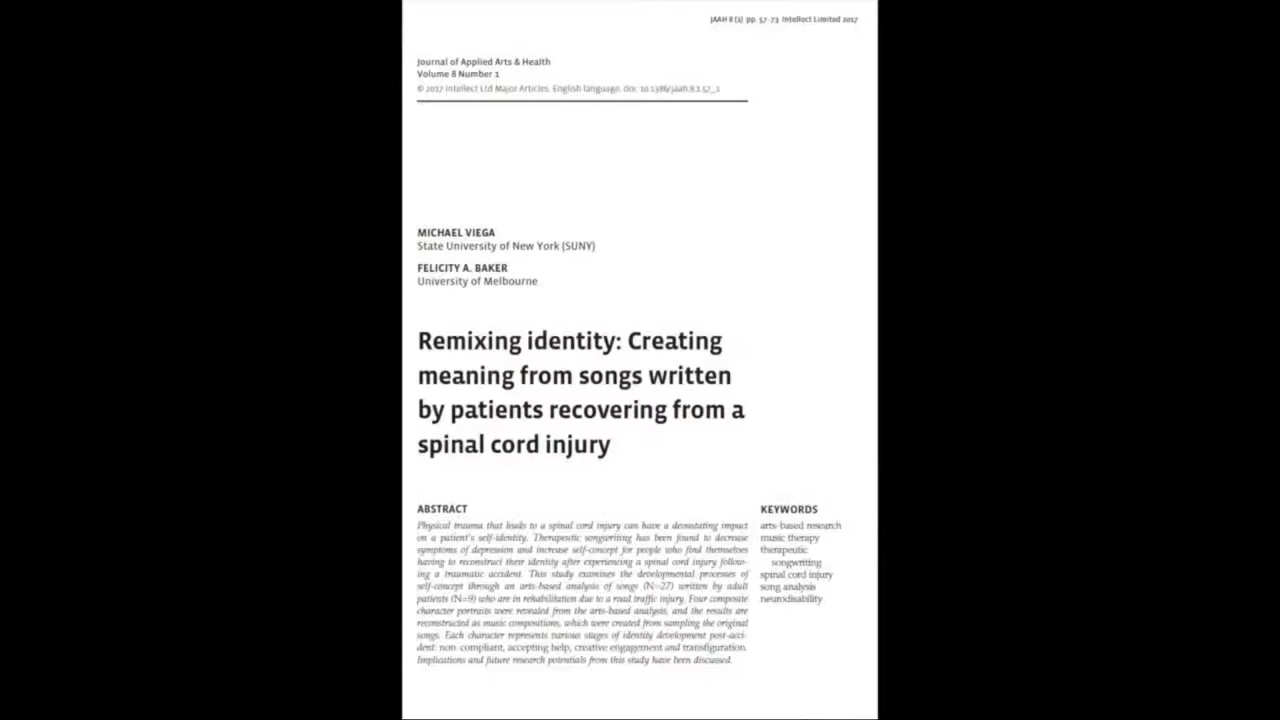 JAAH 8 (1) pp. 57–73 Intellect Limited 2017
Journal of Applied Arts & Health
Volume 8 Number 1
© 2017 Intellect Ltd Major Articles. English language. doi: 10.1386/jaah.8.1.57_1
MICHAEL VIEGA
State University of New York (SUNY)
FELICITY A. BAKER
University of Melbourne
Remixing identity: Creating
meaning from songs written
by patients recovering from a
spinal cord injury
ABSTRACT
Physical trauma that leads to a spinal cord injury can have a devastating impact
on a patient's self-identity. Therapeutic songwriting has been found to decrease
symptoms of depression and increase self-concept for people who find themselves
having to reconstruct their identity after experiencing a spinal cord injury follow-
ing a traumatic accident. This study examines the developmental processes of
self-concept through an arts-based analysis of songs (N=27) written by adult
patients (N=9) who are in rehabilitation due to a road traffic injury. Four composite
character portraits were revealed from the arts-based analysis, and the results are
reconstructed as music compositions, which were created from sampling the original
songs. Each character represents various stages of identity development post-acci-
dent: non-compliant, accepting help, creative engagement and transfiguration.
Implications and future research potentials from this study have been discussed.
KEYWORDS
arts-based research
music therapy
therapeutic
songwriting
spinal cord injury
song analysis
neurodisability